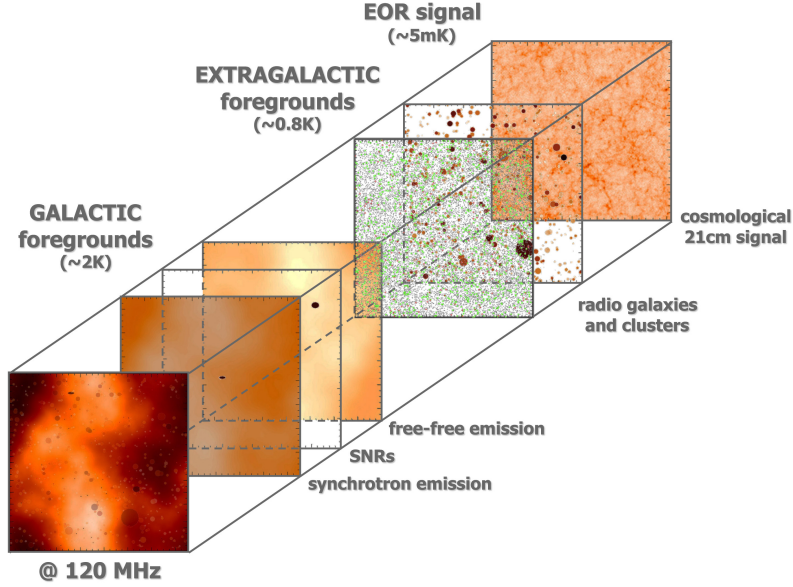 EOR signal
(~5mK)
EXTRAGALACTIC
foregrounds
(~0.8K)
GALACTIC
foregrounds
(~2K)
cosmological
21cm signal
radio galaxies
and clusters
free-free emission
SNRs
synchrotron emission
@ 120 MHz